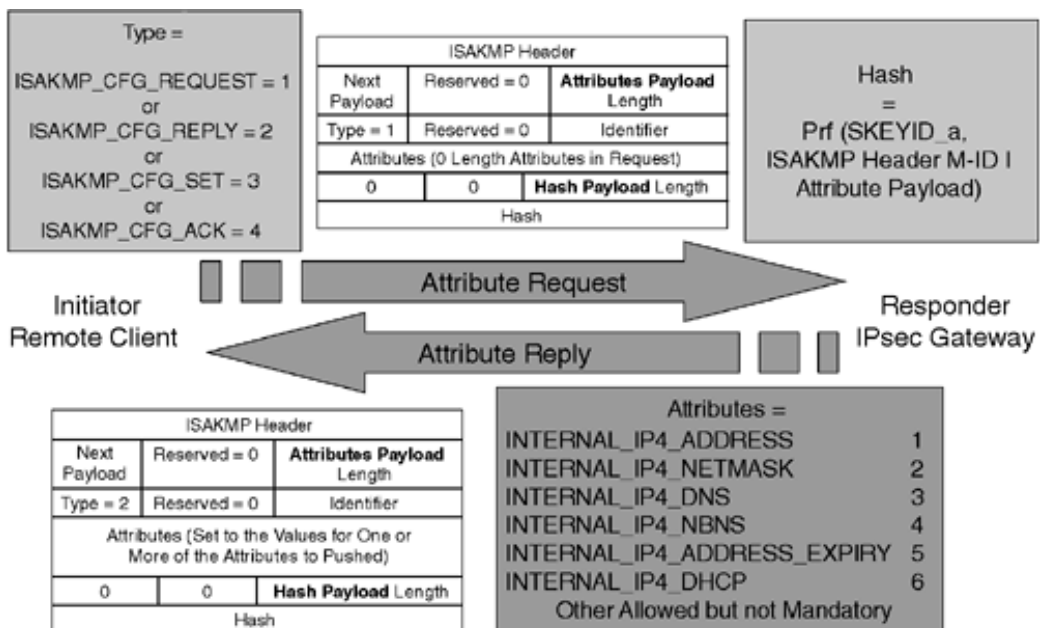 Type =
ISAKMP_CFG_REQUEST = 1
or
ISAKMP_CFG_REPLY = 2
or
ISAKMP_CFG_SET = 3
or
ISAKMP_CFG_ACK = 4
ISAKMP Header
Next Payload Reserved = 0 Attributes Payload Length
Type = 1 Reserved = 0 Identifier
Attributes (0 Length Attributes in Request)
0 0 Hash Payload Length
Hash
Hash
=
Prf (SKEYID_a,
ISAKMP Header M-ID I
Attribute Payload)
Attribute Request
Initiator
Remote Client
Responder
IPsec Gateway
Attribute Reply
ISAKMP Header
Next Payload Reserved = 0 Attributes Payload Length
Type = 2 Reserved = 0 Identifier
Attributes (Set to the Values for One or
More of the Attributes to Pushed)
0 0 Hash Payload Length
Hash
Attributes =
INTERNAL_IP4_ADDRESS 1
INTERNAL_IP4_NETMASK 2
INTERNAL_IP4_DNS 3
INTERNAL_IP4_NBNS 4
INTERNAL_IP4_ADDRESS_EXPIRY 5
INTERNAL_IP4_DHCP 6
Other Allowed but not Mandatory